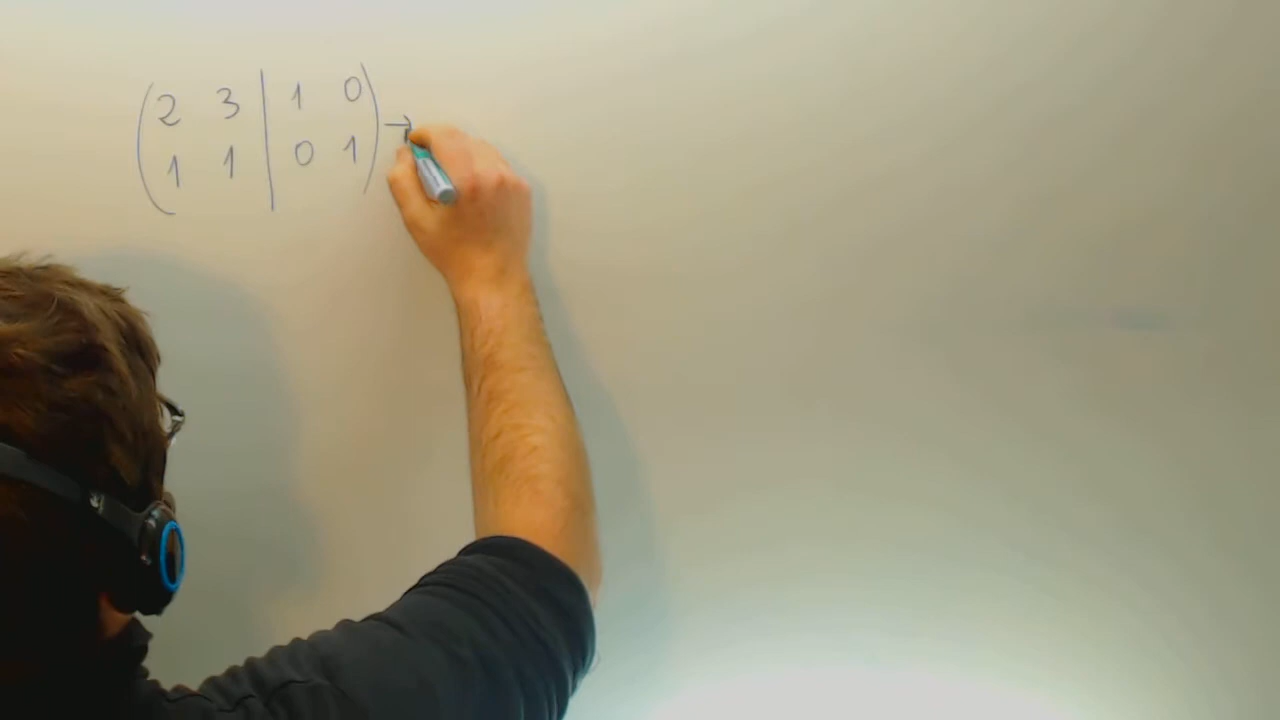 ( 2 3 | 1 0 ) →
( 1 1 | 0 1 )